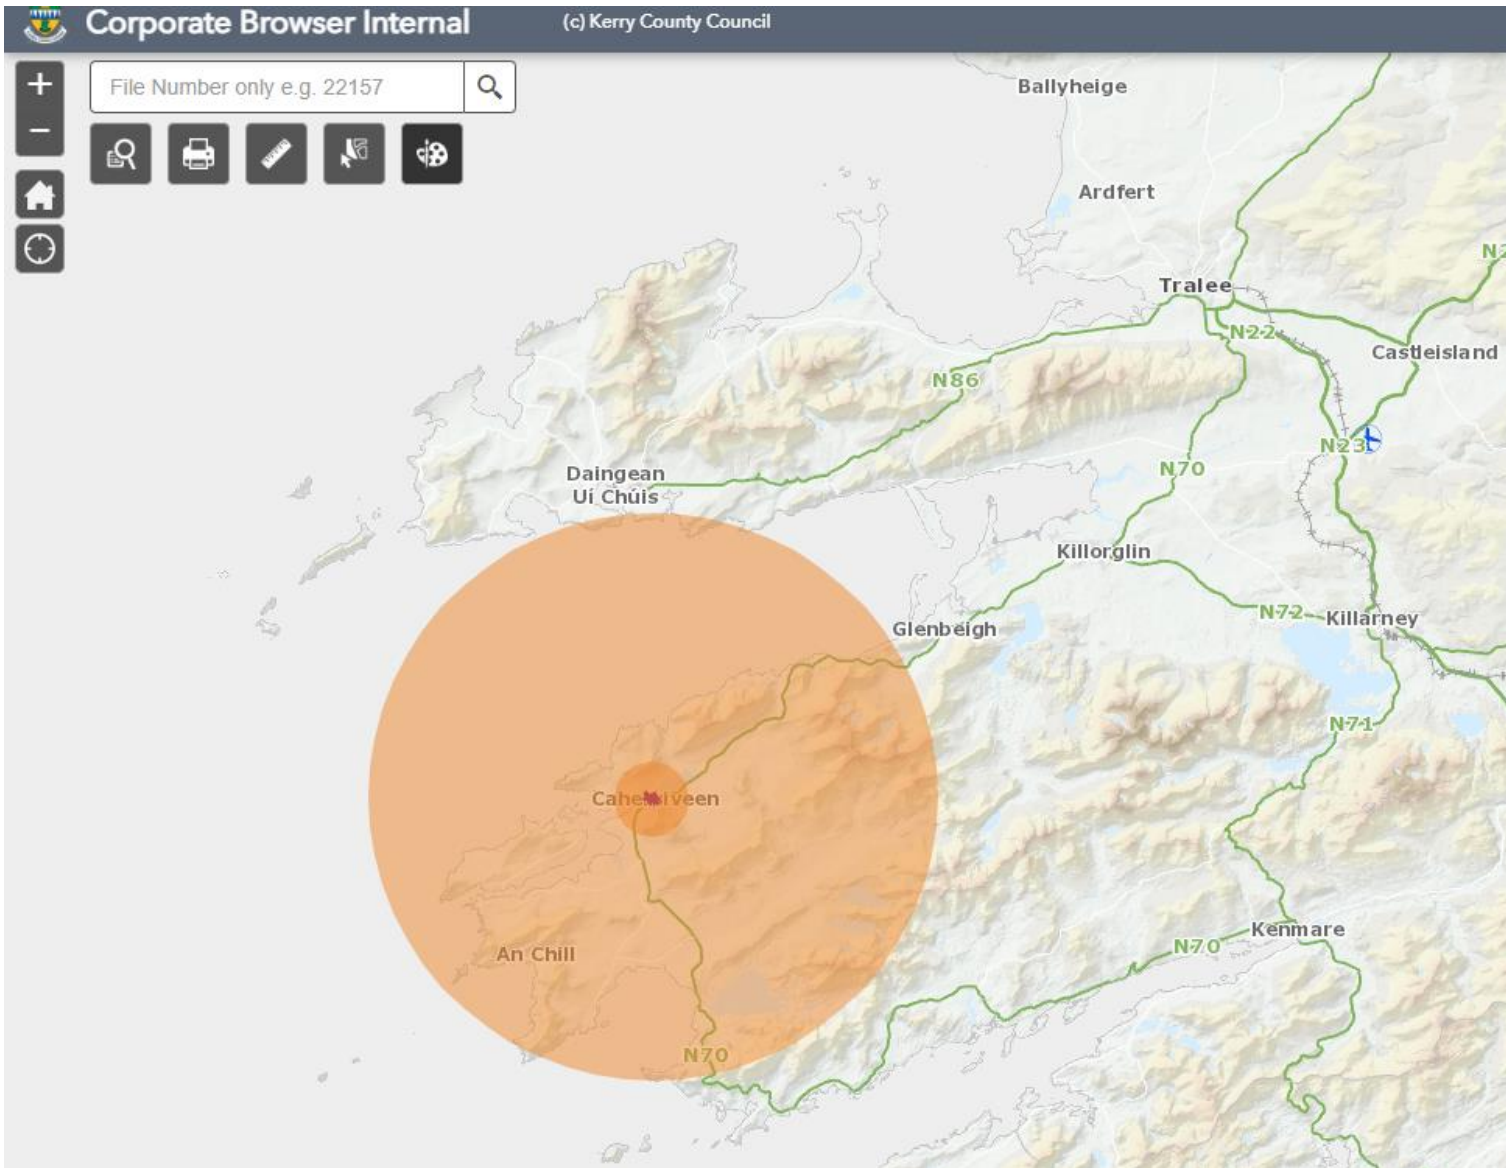 Corporate Browser Internal
(c) Kerry County Council
File Number only e.g. 22157
Ballyheige
Ardfert
Tralee
N22
Castleisland
N86
N23
Daingean
Uí Chúis
N70
Killorglin
N72
Killarney
Glenbeigh
N71
An Chill
Kenmare
N70
N70